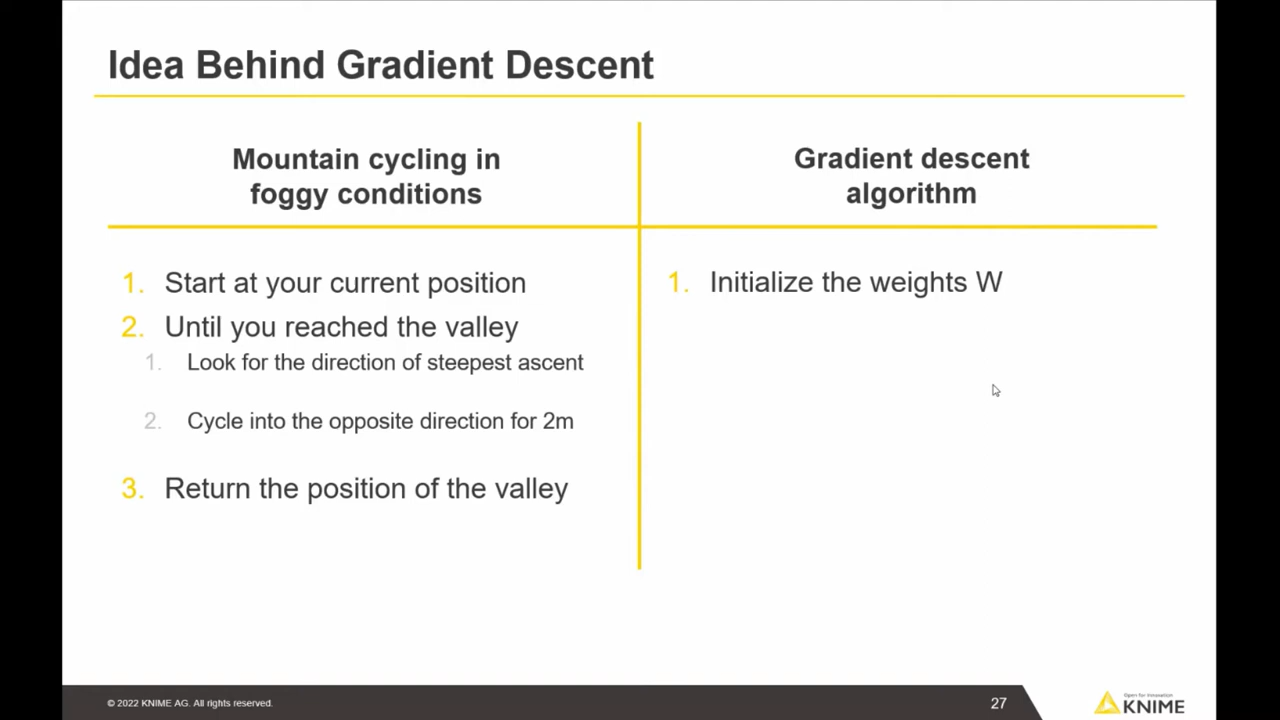 Idea Behind Gradient Descent
Mountain cycling in
foggy conditions
1. Start at your current position
2. Until you reached the valley
1. Look for the direction of steepest ascent
2. Cycle into the opposite direction for 2m
3. Return the position of the valley
Gradient descent
algorithm
1. Initialize the weights W
© 2022 KNIME AG. All rights reserved.
27
Open for Innovation
KNIME